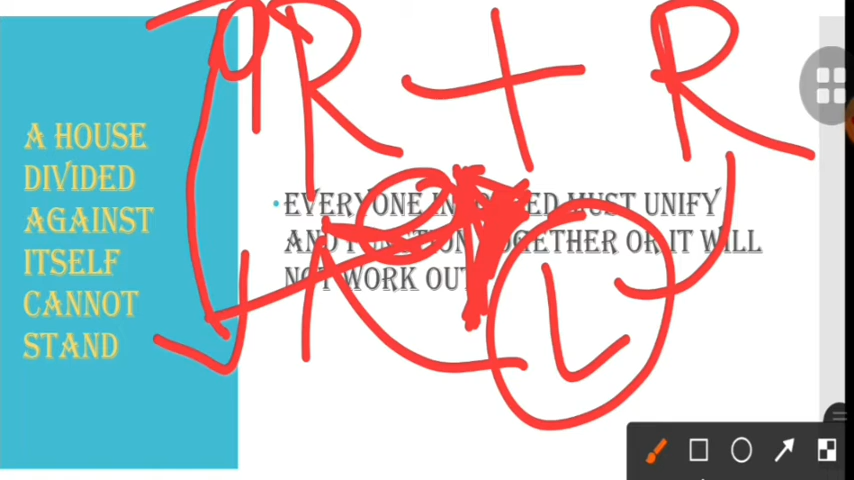 R + R
A HOUSE
DIVIDED
AGAINST
ITSELF
CANNOT
STAND
• EVERYONE MUST UNIFY
AND TOGETHER OR IT WILL
NOT WORK OUT
L